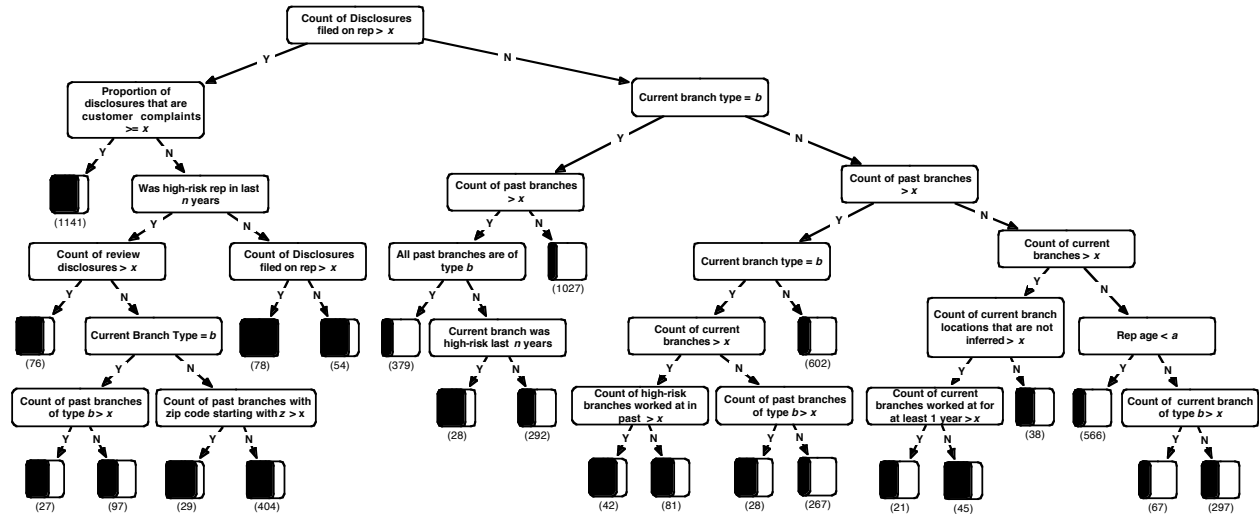 Count of Disclosures
filed on rep > x
Y
N
Proportion of
disclosures that are
customer complaints
>= x
Current branch type = b
Y
N
Y
N
(1141)
Was high-risk rep in last
n years
Count of past branches
> x
Count of past branches
> x
Y
N
Y
N
Y
N
Count of review
disclosures > x
Count of Disclosures
filed on rep > x
All past branches are of
type b
(1027)
Current branch type = b
Count of current
branches > x
Y
N
Y
N
Y
N
Y
N
Y
N
(76)
Current Branch Type = b
(78)
(54)
(379)
Current branch was
high-risk last n years
Count of current
branches > x
(602)
Count of current branch
locations that are not
inferred > x
Rep age < a
Y
N
Y
N
Y
N
Y
N
Y
N
Count of past branches
of type b > x
Count of past branches with
zip code starting with z > x
(28)
(292)
Count of high-risk
branches worked at in
past > x
Count of past branches
of type b > x
Count of current
branches worked at for
at least 1 year > x
(38)
(566)
Count of current branch
of type b > x
Y
N
Y
N
Y
N
Y
N
Y
N
Y
N
(27)
(97)
(29)
(404)
(42)
(81)
(28)
(267)
(21)
(45)
(67)
(297)